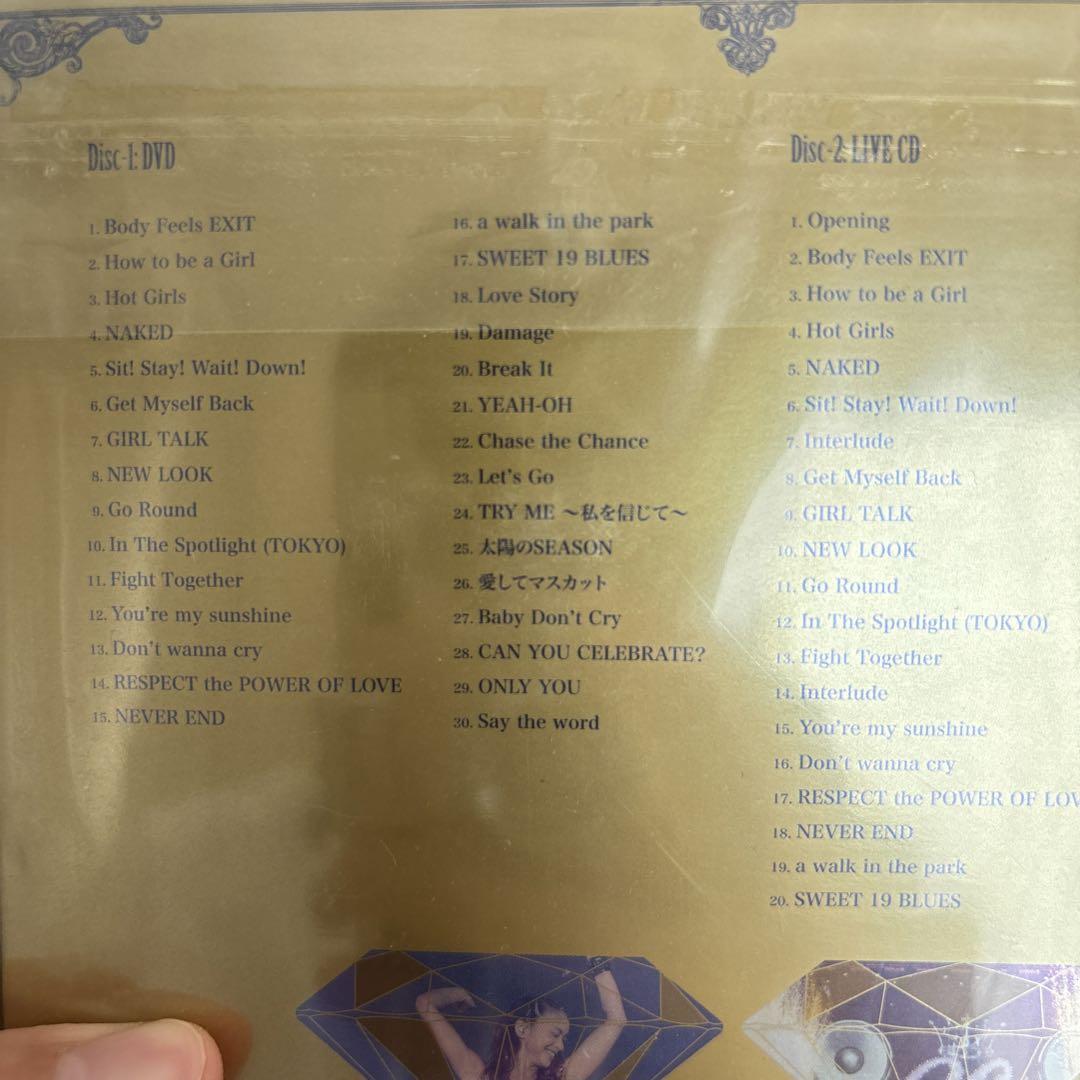 Disc-1: DVD
1. Body Feels EXIT
2. How to be a Girl
3. Hot Girls
4. NAKED
5. Sit! Stay! Wait! Down!
6. Get Myself Back
7. GIRL TALK
8. NEW LOOK
9. Go Round
10. In The Spotlight (TOKYO)
11. Fight Together
12. You're my sunshine
13. Don't wanna cry
14. RESPECT the POWER OF LOVE
15. NEVER END
16. a walk in the park
17. SWEET 19 BLUES
18. Love Story
19. Damage
20. Break It
21. YEAH-OH
22. Chase the Chance
23. Let's Go
24. TRY ME ～私を信じて～
25. 太陽のSEASON
26. 愛してマスカット
27. Baby Don't Cry
28. CAN YOU CELEBRATE?
29. ONLY YOU
30. Say the word
Disc-2: LIVE CD
1. Opening
2. Body Feels EXIT
3. How to be a Girl
4. Hot Girls
5. NAKED
6. Sit! Stay! Wait! Down!
7. Interlude
8. Get Myself Back
9. GIRL TALK
10. NEW LOOK
11. Go Round
12. In The Spotlight (TOKYO)
13. Fight Together
14. Interlude
15. You're my sunshine
16. Don't wanna cry
17. RESPECT the POWER OF
18. NEVER END
19. a walk in the park
20. SWEET 19 BLUES